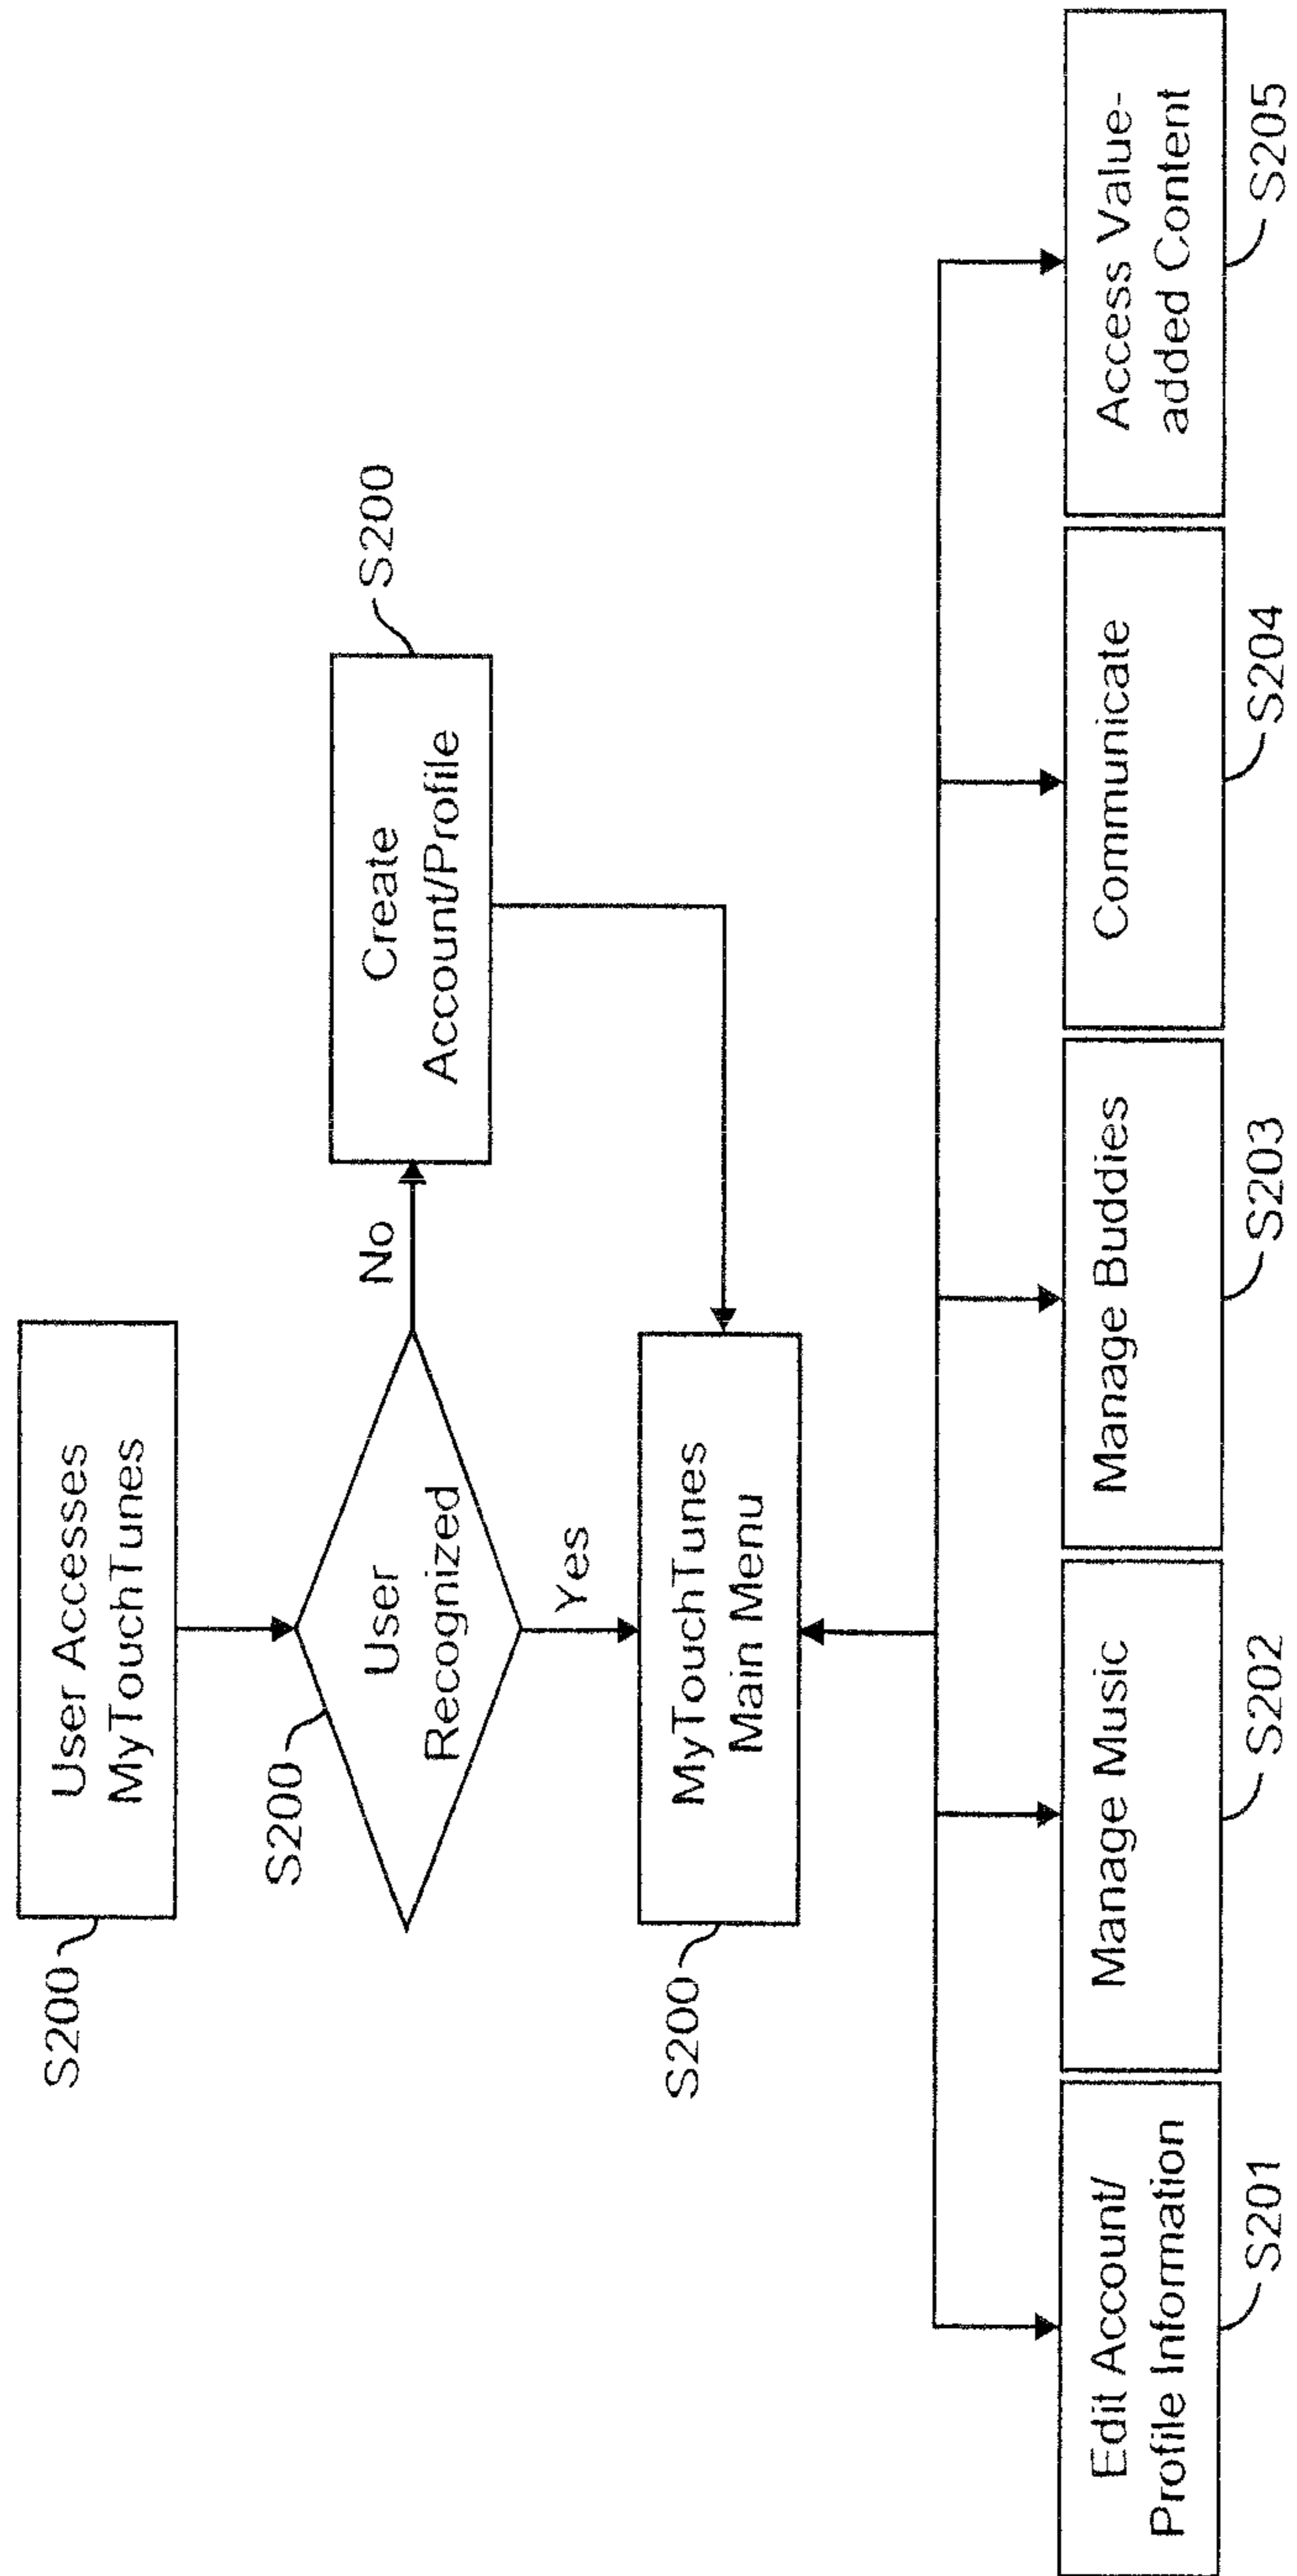 User Accesses
MyTouchTunes
S200
User
Recognized
S200
No
Create
Account/Profile
S200
Yes
MyTouchTunes
Main Menu
S200
Edit Account/
Profile Information
S201
Manage Music
S202
Manage Buddies
S203
Communicate
S204
Access Value-
added Content
S205